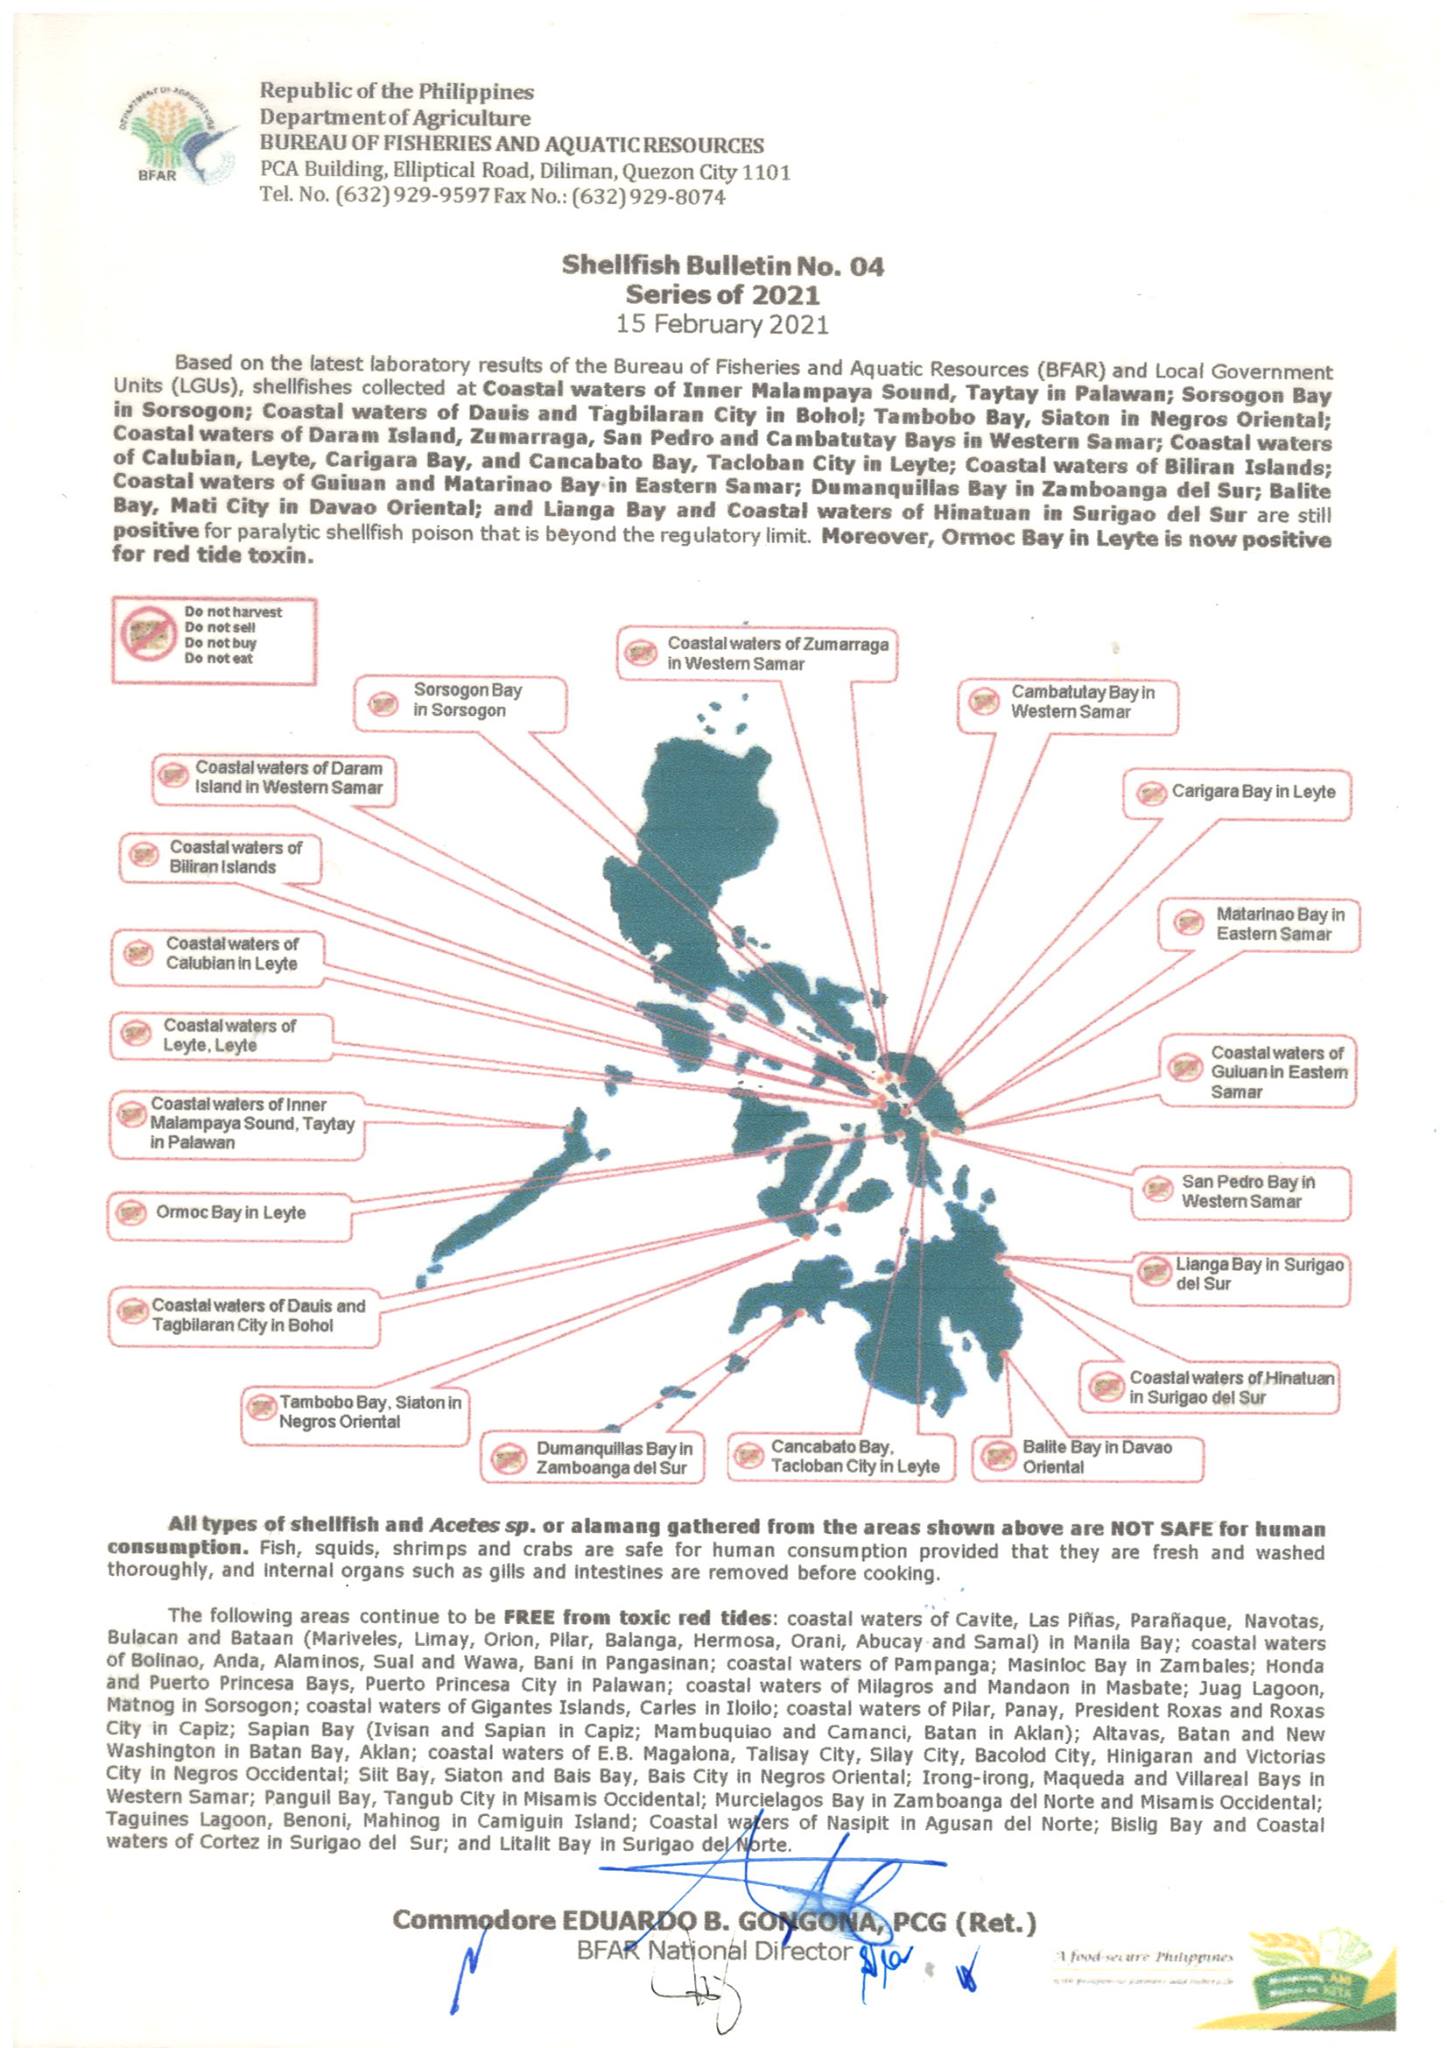 DEPARTMENT OF AGRICULTURE
BFAR
Republic of the Philippines
Department of Agriculture
BUREAU OF FISHERIES AND AQUATIC RESOURCES
PCA Building, Elliptical Road, Diliman, Quezon City 1101
Tel. No. (632) 929-9597 Fax No.: (632) 929-8074
Shellfish Bulletin No. 04
Series of 2021
15 February 2021
Based on the latest laboratory results of the Bureau of Fisheries and Aquatic Resources (BFAR) and Local Government
Units (LGUs), shellfishes collected at Coastal waters of Inner Malampaya Sound, Taytay in Palawan; Sorsogon Bay
in Sorsogon; Coastal waters of Dauis and Tagbilaran City in Bohol; Tambobo Bay, Siaton in Negros Oriental;
Coastal waters of Daram Island, Zumarraga, San Pedro and Cambatutay Bays in Western Samar; Coastal waters
of Calubian, Leyte, Carigara Bay, and Cancabato Bay, Tacloban City in Leyte; Coastal waters of Biliran Islands;
Coastal waters of Guiuan and Matarinao Bay in Eastern Samar; Dumanquillas Bay in Zamboanga del Sur; Balite
Bay, Mati City in Davao Oriental; and Lianga Bay and Coastal waters of Hinatuan in Surigao del Sur are still
positive for paralytic shellfish poison that is beyond the regulatory limit. Moreover, Ormoc Bay in Leyte is now positive
for red tide toxin.
Do not harvest
Do not sell
Do not buy
Do not eat
Coastal waters of Zumarraga
in Western Samar
Sorsogon Bay
in Sorsogon
Cambatutay Bay in
Western Samar
Coastal waters of Daram
Island in Western Samar
Carigara Bay in Leyte
Coastal waters of
Biliran Islands
Matarinao Bay in
Eastern Samar
Coastal waters of
Calubian in Leyte
Coastal waters of
Leyte, Leyte
Coastal waters of
Guiuan in Eastern
Samar
Coastal waters of Inner
Malampaya Sound, Taytay
in Palawan
San Pedro Bay in
Western Samar
Ormoc Bay in Leyte
Lianga Bay in Surigao
del Sur
Coastal waters of Dauis and
Tagbilaran City in Bohol
Coastal waters of Hinatuan
in Surigao del Sur
Tambobo Bay, Siaton in
Negros Oriental
Dumanquillas Bay in
Zamboanga del Sur
Cancabato Bay,
Tacloban City in Leyte
Balite Bay in Davao
Oriental
All types of shellfish and Acetes sp. or alamang gathered from the areas shown above are NOT SAFE for human
consumption. Fish, squids, shrimps and crabs are safe for human consumption provided that they are fresh and washed
thoroughly, and internal organs such as gills and intestines are removed before cooking.
The following areas continue to be FREE from toxic red tides: coastal waters of Cavite, Las Piñas, Parañaque, Navotas,
Bulacan and Bataan (Mariveles, Limay, Orion, Pilar, Balanga, Hermosa, Orani, Abucay and Samal) in Manila Bay; coastal waters
of Bolinao, Anda, Alaminos, Sual and Wawa, Bani in Pangasinan; coastal waters of Pampanga; Masinloc Bay in Zambales; Honda
and Puerto Princesa Bays, Puerto Princesa City in Palawan; coastal waters of Milagros and Mandaon in Masbate; Juag Lagoon,
Matnog in Sorsogon; coastal waters of Gigantes Islands, Carles in Iloilo; coastal waters of Pilar, Panay, President Roxas and Roxas
City in Capiz; Sapian Bay (Ivisan and Sapian in Capiz; Mambuquiao and Camanci, Batan in Aklan); Altavas, Batan and New
Washington in Batan Bay, Aklan; coastal waters of E.B. Magalona, Talisay City, Silay City, Bacolod City, Hinigaran and Victorias
City in Negros Occidental; Siit Bay, Siaton and Bais Bay, Bais City in Negros Oriental; Irong-irong, Maqueda and Villareal Bays in
Western Samar; Panguil Bay, Tangub City in Misamis Occidental; Murcielagos Bay in Zamboanga del Norte and Misamis Occidental;
Taguines Lagoon, Benoni, Mahinog in Camiguin Island; Coastal waters of Nasipit in Agusan del Norte; Bislig Bay and Coastal
waters of Cortez in Surigao del Sur; and Litalit Bay in Surigao del Norte.
Commodore EDUARDO B. GONGONA, PCG (Ret.)
BFAR National Director
A food-secure Philippines